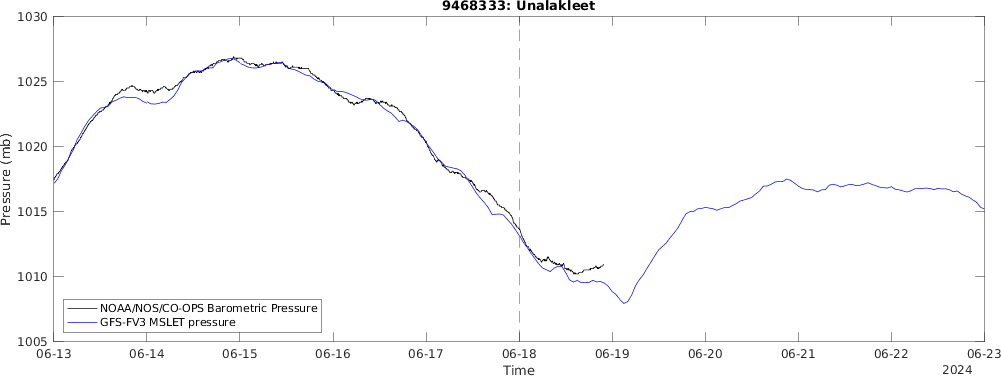 9468333: Unalakleet
1030
1025
1020
1015
1010
1005
Pressure (mb)
NOAA/NOS/CO-OPS Barometric Pressure
GFS-FV3 MSLET pressure
06-13 06-14 06-15 06-16 06-17 06-18 06-19 06-20 06-21 06-22 06-23
Time
2024